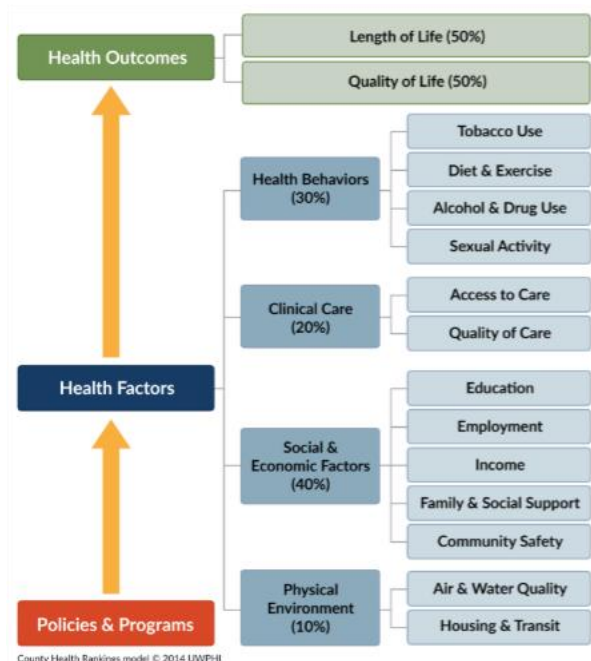 Health Outcomes
Length of Life (50%)
Quality of Life (50%)
Health Factors
Health Behaviors
(30%)
Tobacco Use
Diet & Exercise
Alcohol & Drug Use
Sexual Activity
Clinical Care
(20%)
Access to Care
Quality of Care
Social &
Economic Factors
(40%)
Education
Employment
Income
Family & Social Support
Community Safety
Physical
Environment
(10%)
Air & Water Quality
Housing & Transit
Policies & Programs
County Health Rankings model © 2014 UWPHI